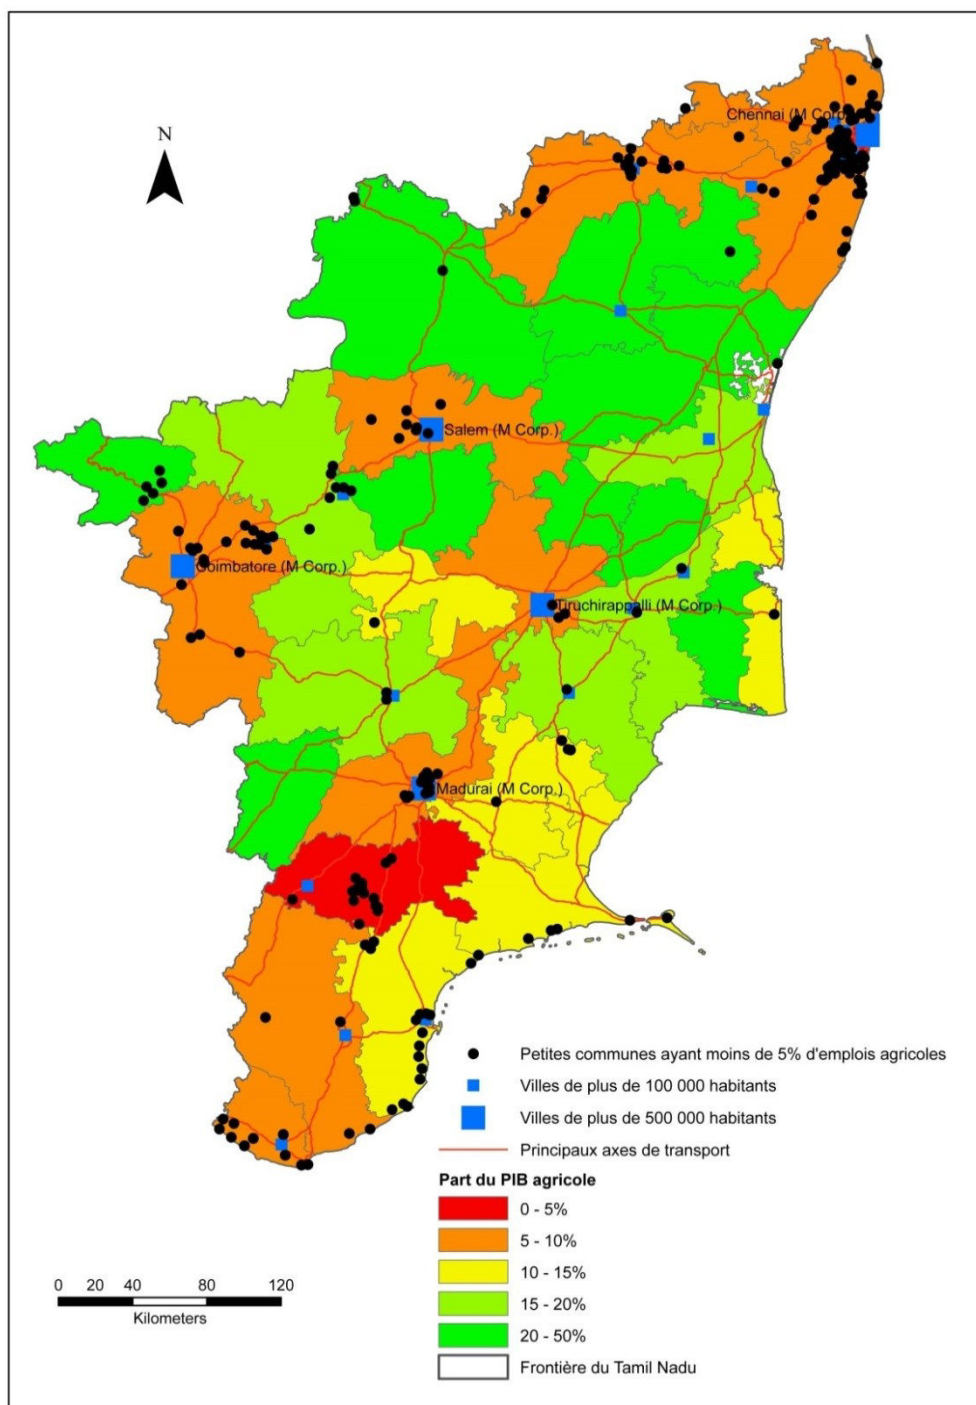 N
Chennai (M Corp.)
Salem (M Corp.)
Coimbatore (M Corp.)
Tiruchirappalli (M Corp.)
Madurai (M Corp.)
Petites communes ayant moins de 5% d'emplois agricoles
Villes de plus de 100 000 habitants
Villes de plus de 500 000 habitants
Principaux axes de transport
Part du PIB agricole
0 - 5%
5 - 10%
10 - 15%
15 - 20%
20 - 50%
Frontière du Tamil Nadu
0 20 40 80 120
Kilometers